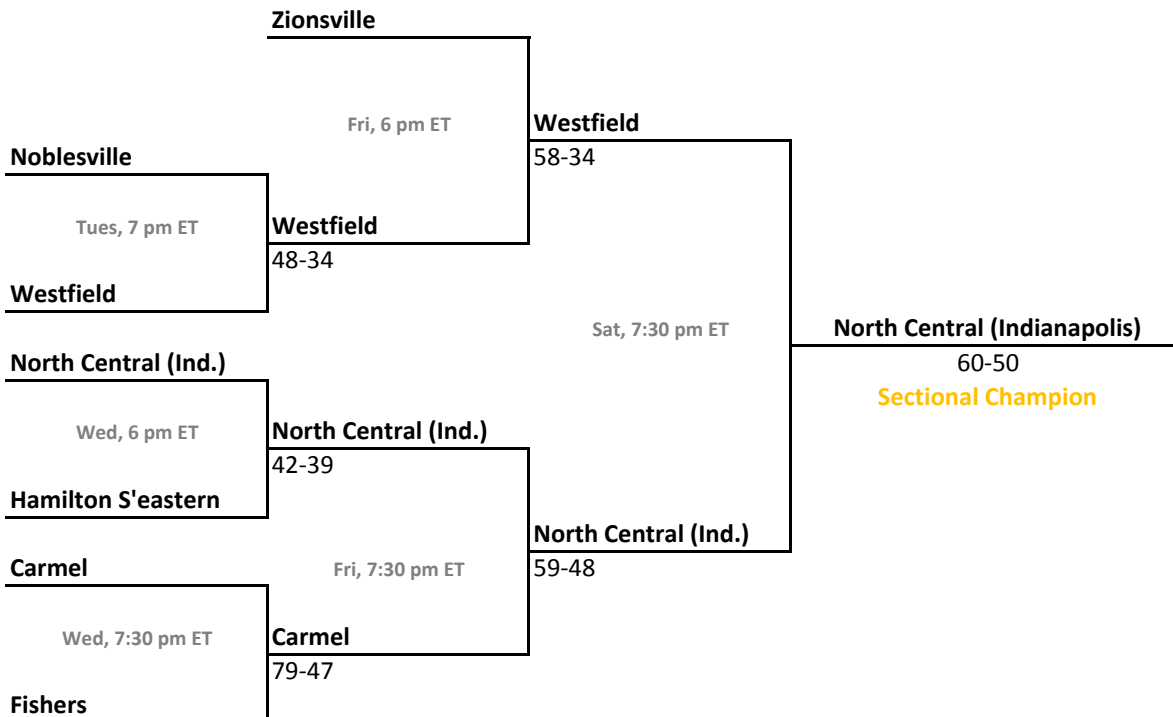 Zionsville
Fri, 6 pm ET
Westfield
58-34
Noblesville
Tues, 7 pm ET
Westfield
48-34
Westfield
Sat, 7:30 pm ET
North Central (Indianapolis)
60-50
Sectional Champion
North Central (Ind.)
Wed, 6 pm ET
North Central (Ind.)
42-39
Hamilton S'eastern
North Central (Ind.)
59-48
Carmel
Fri, 7:30 pm ET
Wed, 7:30 pm ET
Carmel
79-47
Fishers